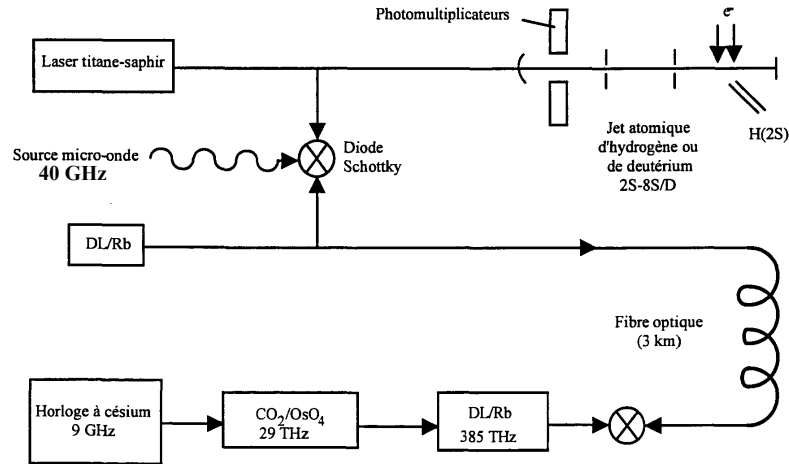 Photomultiplicateurs
e-
Laser titane-saphir
H(2S)
Jet atomique
d'hydrogène ou
de deutérium
2S-8S/D
Source micro-onde
40 GHz
Diode
Schottky
DL/Rb
Fibre optique
(3 km)
Horloge à césium
9 GHz
CO2/OsO4
29 THz
DL/Rb
385 THz